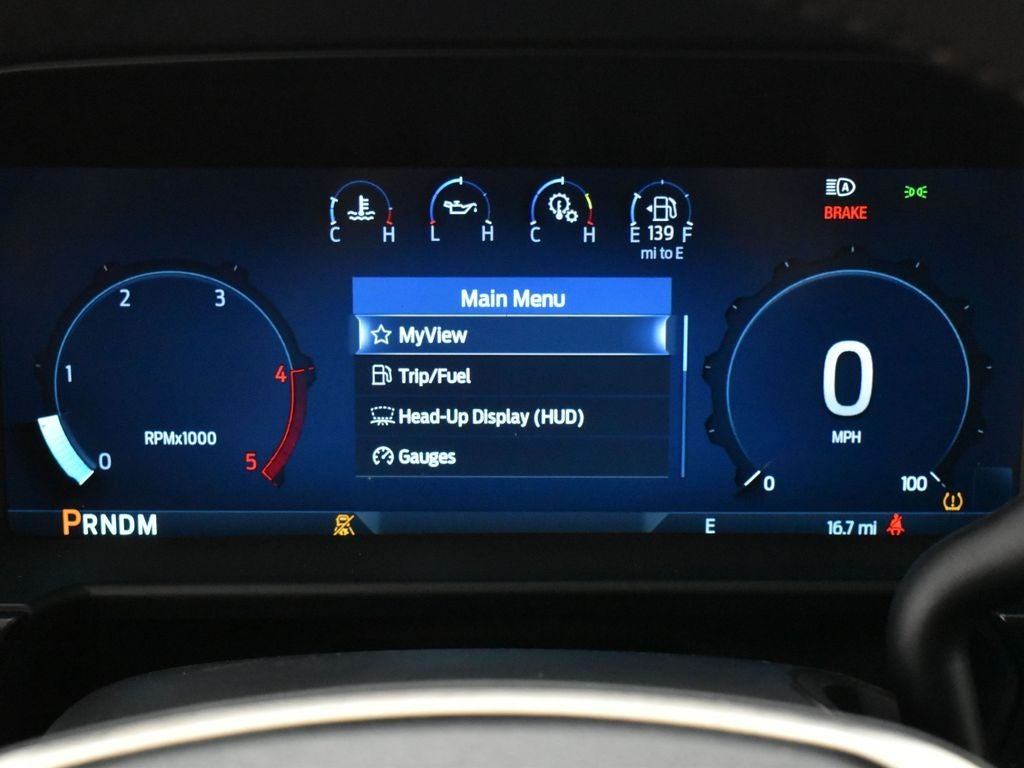 C H
L H
C H
E 139 F
mi to E
A
BRAKE
Main Menu
MyView
Trip/Fuel
Head-Up Display (HUD)
Gauges
0
1
2
3
4
5
RPMx1000
0
MPH
0
100
PRNDM
E
16.7 mi